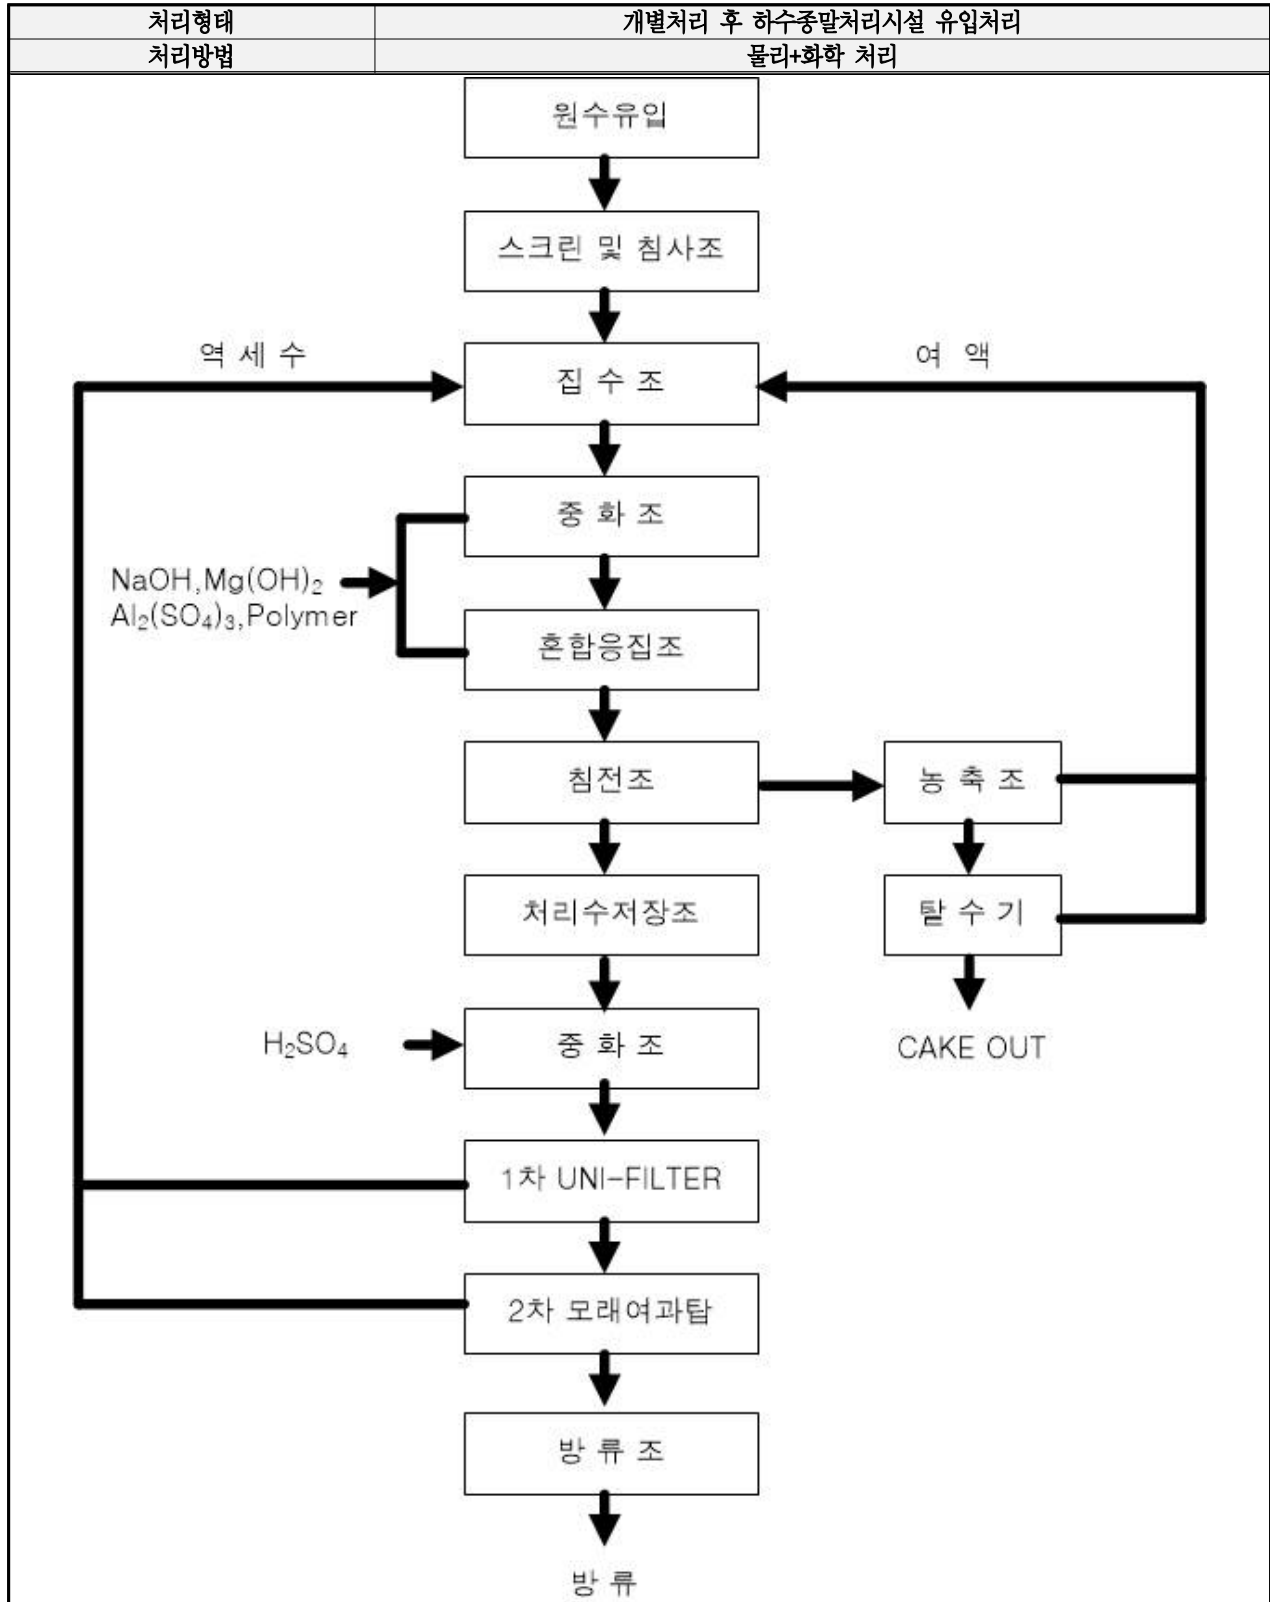 처리형태
개별처리 후 하수종말처리시설 유입처리
처리방법
물리+화학 처리
원수유입
스크린 및 침사조
역 세 수
여 액
집 수 조
중 화 조
NaOH,Mg(OH)₂
Al₂(SO₄)₃,Polymer
혼합응집조
침전조
농 축 조
처리수저장조
탈 수 기
H₂SO₄
중 화 조
CAKE OUT
1차 UNI-FILTER
2차 모래여과탑
방 류 조
방 류